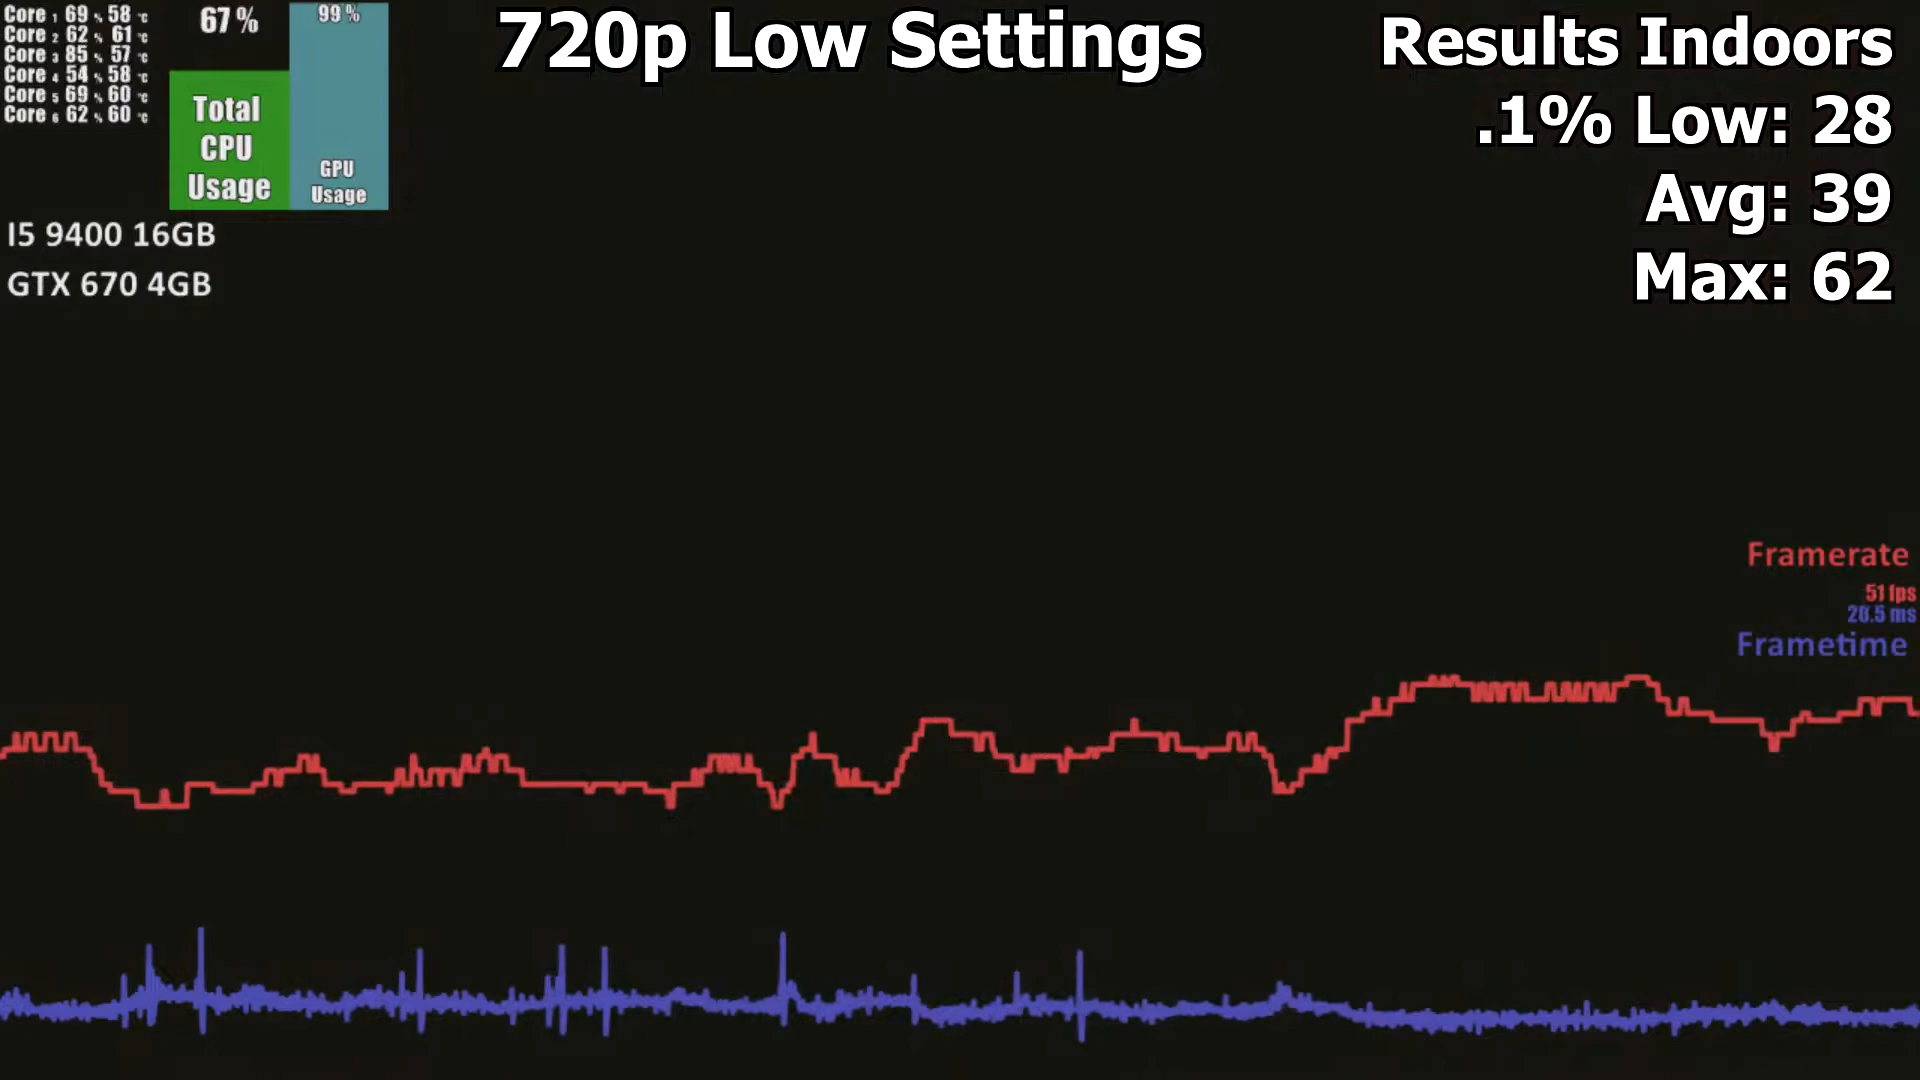 Core 1 69 % 58 °C
Core 2 62 % 61 °C
Core 3 85 % 57 °C
Core 4 54 % 58 °C
Core 5 69 % 60 °C
Core 6 62 % 60 °C
67 %
Total
CPU
Usage
99 %
GPU
Usage
I5 9400 16GB
GTX 670 4GB
720p Low Settings
Results Indoors
.1% Low: 28
Avg: 39
Max: 62
Framerate
51 fps
20.5 ms
Frametime